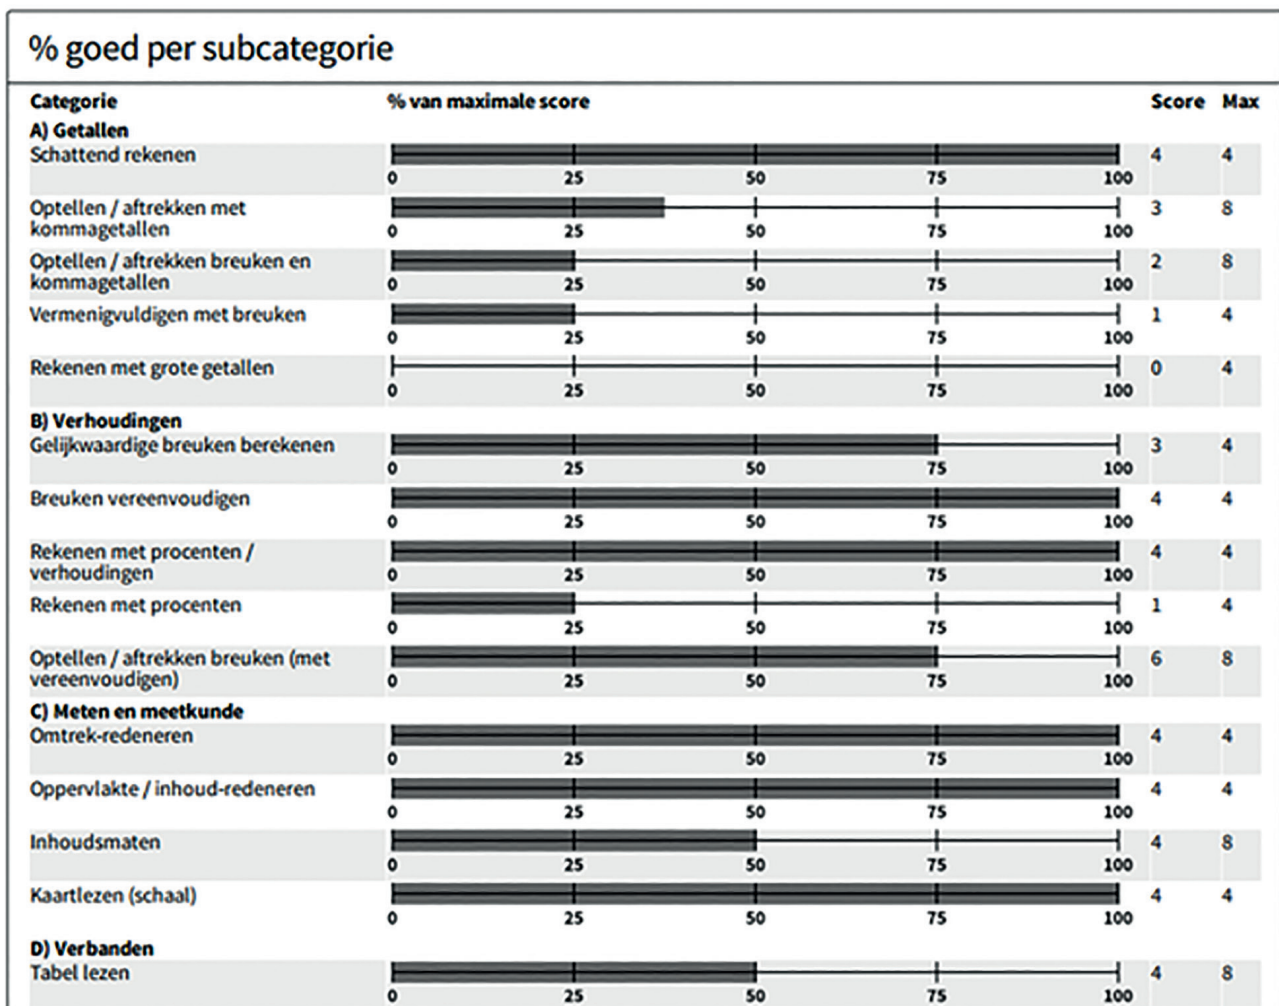 % goed per subcategorie
Categorie % van maximale score Score Max
A) Getallen
Schattend rekenen 4 4
0 25 50 75 100
Optellen / aftrekken met 3 8
kommagetallen 0 25 50 75 100
Optellen / aftrekken breuken en 2 8
kommagetallen 0 25 50 75 100
Vermenigvuldigen met breuken 1 4
0 25 50 75 100
Rekenen met grote getallen 0 4
0 25 50 75 100
B) Verhoudingen
Gelijkwaardige breuken berekenen 3 4
0 25 50 75 100
Breuken vereenvoudigen 4 4
0 25 50 75 100
Rekenen met procenten / 4 4
verhoudingen 0 25 50 75 100
Rekenen met procenten 1 4
0 25 50 75 100
Optellen / aftrekken breuken (met 6 8
vereenvoudigen) 0 25 50 75 100
C) Meten en meetkunde
Omtrek-redeneren 4 4
0 25 50 75 100
Oppervlakte / inhoud-redeneren 4 4
0 25 50 75 100
Inhoudsmaten 4 8
0 25 50 75 100
Kaartlezen (schaal) 4 4
0 25 50 75 100
D) Verbanden
Tabel lezen 4 8
0 25 50 75 100